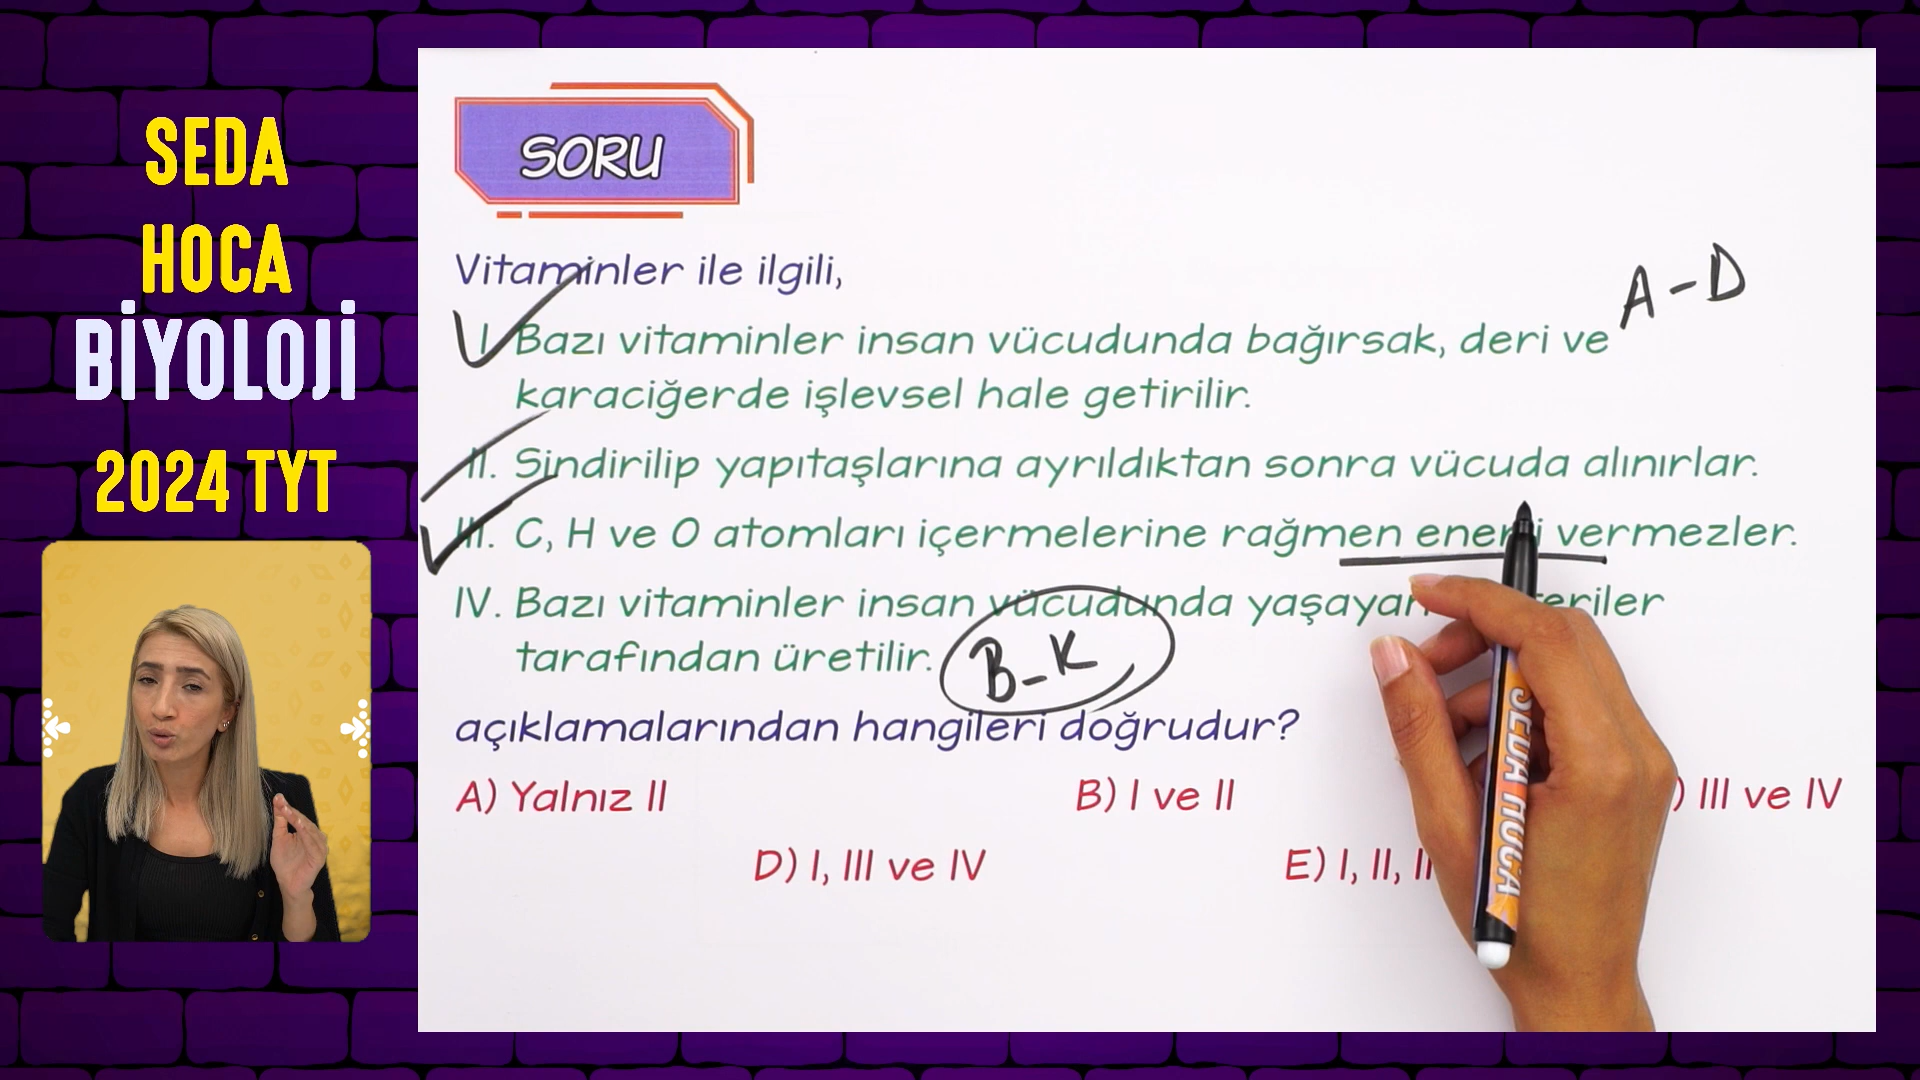 SEDA
HOCA
BİYOLOJİ
2024 TYT
SORU
Vitaminler ile ilgili,
A-D
I. Bazı vitaminler insan vücudunda bağırsak, deri ve
karaciğerde işlevsel hale getirilir.
II. Sindirilip yapıtaşlarına ayrıldıktan sonra vücuda alınırlar.
III. C, H ve O atomları içermelerine rağmen enerji vermezler.
IV. Bazı vitaminler insan vücudunda
tarafından üretilir.
B-K
açıklamalarından hangileri doğrudur?
A) Yalnız II
B) I ve II
) III ve IV
D) I, III ve IV
E) I, II,
SEDA HOCA